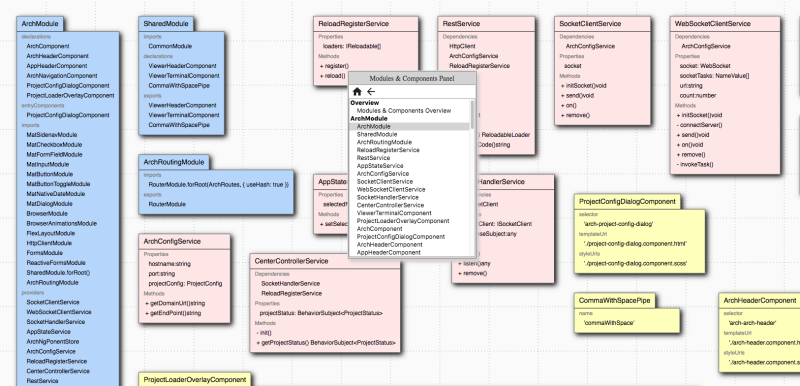 ArchModule
declarations
ArchComponent
ArchHeaderComponent
AppHeaderComponent
ArchNavigationComponent
ProjectConfigDialogComponent
ProjectLoaderOverlayComponent
entryComponents
ProjectConfigDialogComponent
imports
MatSidenavModule
MatCheckboxModule
MatFormFieldModule
MatInputModule
MatButtonModule
MatButtonToggleModule
MatNativeDateModule
MatDialogModule
BrowserModule
BrowserAnimationsModule
FlexLayoutModule
HttpClientModule
FormsModule
ReactiveFormsModule
SharedModule.forRoot()
ArchRoutingModule
providers
SocketClientService
WebSocketClientService
SocketHandlerService
AppStateService
ArchNgPonentStore
ArchConfigService
ReloadRegisterService
CenterControllerService
RestService
SharedModule
imports
CommonModule
declarations
ViewerHeaderComponent
ViewerTerminalComponent
CommaWithSpacePipe
exports
ViewerHeaderComponent
ViewerTerminalComponent
CommaWithSpacePipe
ArchRoutingModule
imports
RouterModule.forRoot(ArchRoutes, { useHash: true })
exports
RouterModule
ArchConfigService
Properties
hostname:string
port:string
projectConfig: ProjectConfig
Methods
+ getDomainUrl()string
+ getEndPoint()string
ProjectLoaderOverlayComponent
CenterControllerService
Dependencies
SocketHandlerService
ReloadRegisterService
Properties
projectStatus: BehaviorSubject<ProjectStatus>
Methods
- init()
+ getProjectStatus() BehaviorSubject<ProjectStatus>
ReloadRegisterService
Properties
loaders: IReloadable[]
Methods
+ register()
+ reload()
AppState
Properties
selected
Methods
+ setSelec
Modules & Components Panel
Overview
Modules & Components Overview
ArchModule
ArchModule
SharedModule
ArchRoutingModule
ReloadRegisterService
RestService
AppStateService
ArchConfigService
SocketClientService
WebSocketClientService
SocketHandlerService
CenterControllerService
ViewerTerminalComponent
ProjectLoaderOverlayComponent
ArchComponent
ProjectConfigDialogComponent
ArchHeaderComponent
AppHeaderComponent
RestService
Dependencies
HttpClient
ArchConfigService
ReloadRegisterService
ReloadableLoader
Code()string
HandlerService
Client: ISocketClient
seSubject:any
+ listen()any
+ remove()
SocketClientService
Dependencies
ArchConfigService
Properties
socket
Methods
+ initSocket()void
+ send()void
+ on()
+ remove()
WebSocketClientService
Dependencies
ArchConfigService
Properties
socket: WebSocket
socketTasks: NameValue[]
url:string
count:number
Methods
+ initSocket()void
- connectServer()
+ send()void
+ on()void
+ remove()
- invokeTask()
ProjectConfigDialogComponent
selector
'arch-project-config-dialog'
templateUrl
'./project-config-dialog.component.html'
styleUrls
'./project-config-dialog.component.scss'
CommaWithSpacePipe
name
'commaWithSpace'
ArchHeaderComponent
selector
'arch-arch-header'
templateUrl
'./arch-header.component.h
styleUrls
'./arch-header.component.s